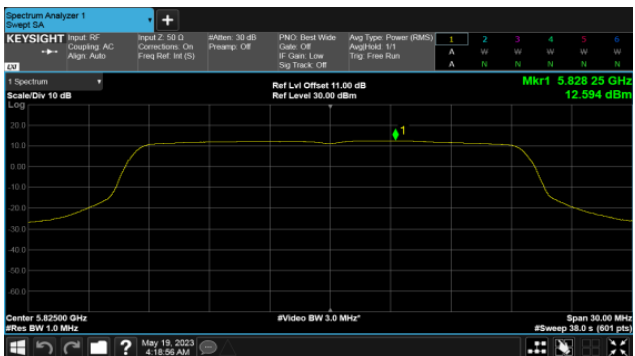 Spectrum Analyzer 1
Swept SA
+
KEYSIGHT Input: RF Input Z: 50 Ω #Atten: 30 dB PNO: Best Wide Avg Type: Power (RMS) 1 2 3 4 5 6
Coupling: AC Corrections: On Preamp: Off Gate: Off Avg|Hold: 1/1 A W W W W W
Align: Auto Freq Ref: Int (S) IF Gain: Low Trig: Free Run
Sig Track: Off A N N N N N
LXI
1 Spectrum
Ref Lvl Offset 11.00 dB Mkr1 5.828 25 GHz
Scale/Div 10 dB Ref Level 30.00 dBm 12.594 dBm
Log
1
20.0
10.0
0.00
-10.0
-20.0
-30.0
-40.0
-50.0
-60.0
Center 5.82500 GHz #Video BW 3.0 MHz* Span 30.00 MHz
#Res BW 1.0 MHz #Sweep 38.0 s (601 pts)
? May 19, 2023
4:18:56 AM